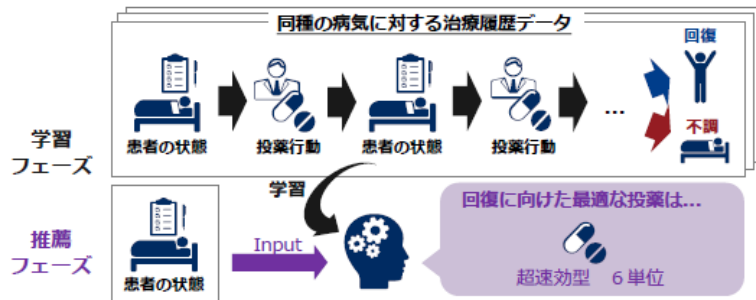 同種の病気に対する治療履歴データ
回復
不調
患者の状態
投薬行動
患者の状態
投薬行動
...
学習
フェーズ
学習
推薦
フェーズ
患者の状態
Input
回復に向けた最適な投薬は...
超速効型 6単位